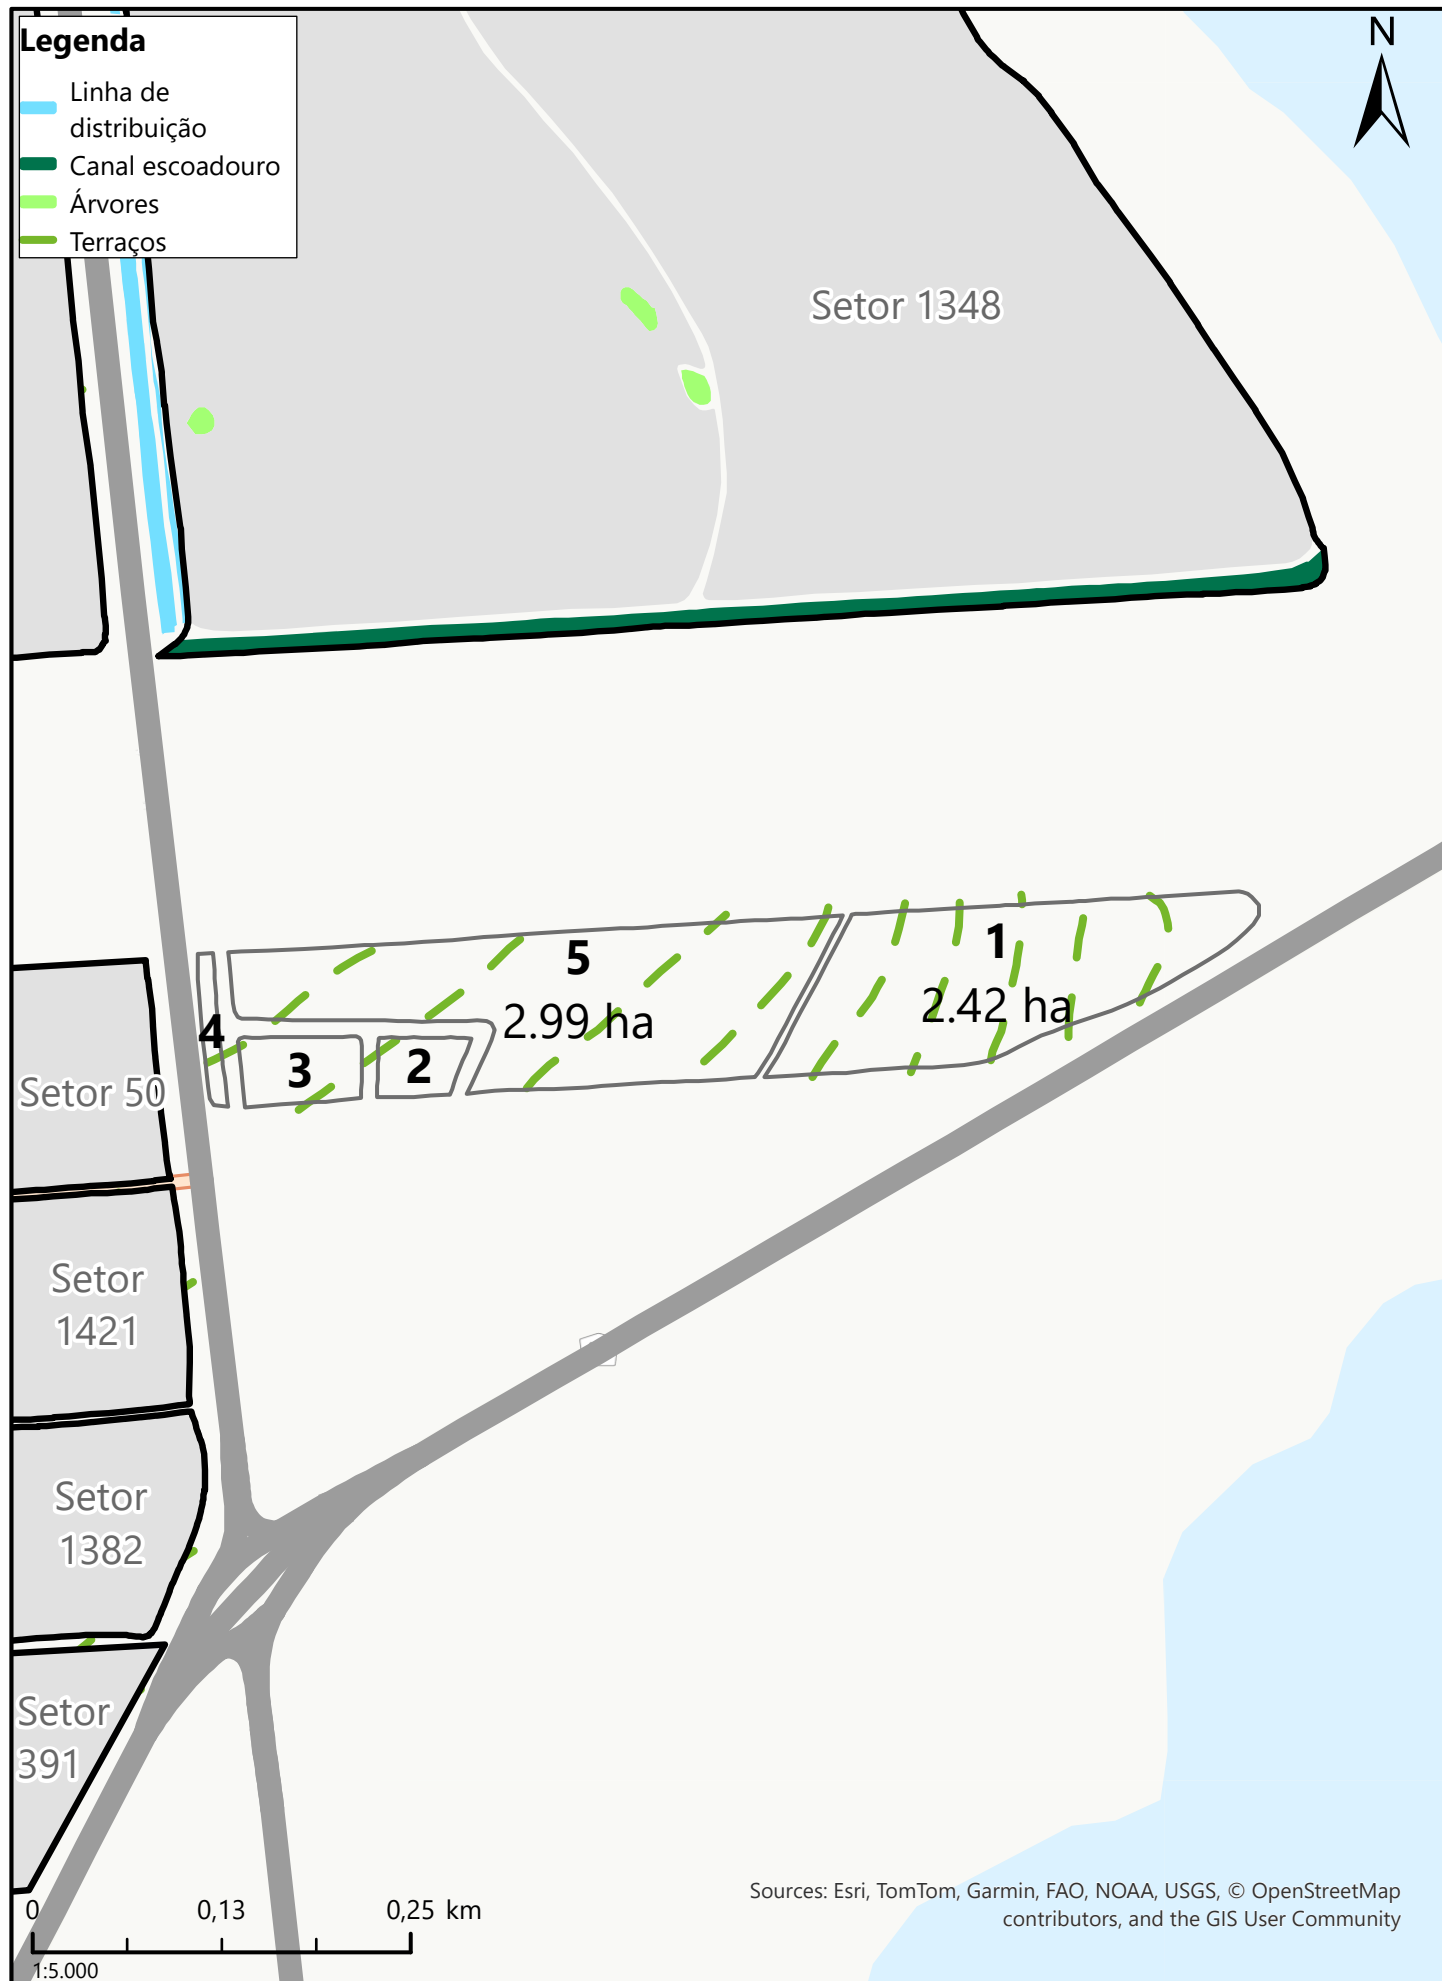 Legenda
Linha de
distribuição
Canal escoadouro
Árvores
Terraços
N
Setor 1348
5
2.99 ha
1
2.42 ha
4
3
2
Setor 50
Setor
1421
Setor
1382
Setor
391
0 0,13 0,25 km
1:5.000
Sources: Esri, TomTom, Garmin, FAO, NOAA, USGS, © OpenStreetMap
contributors, and the GIS User Community